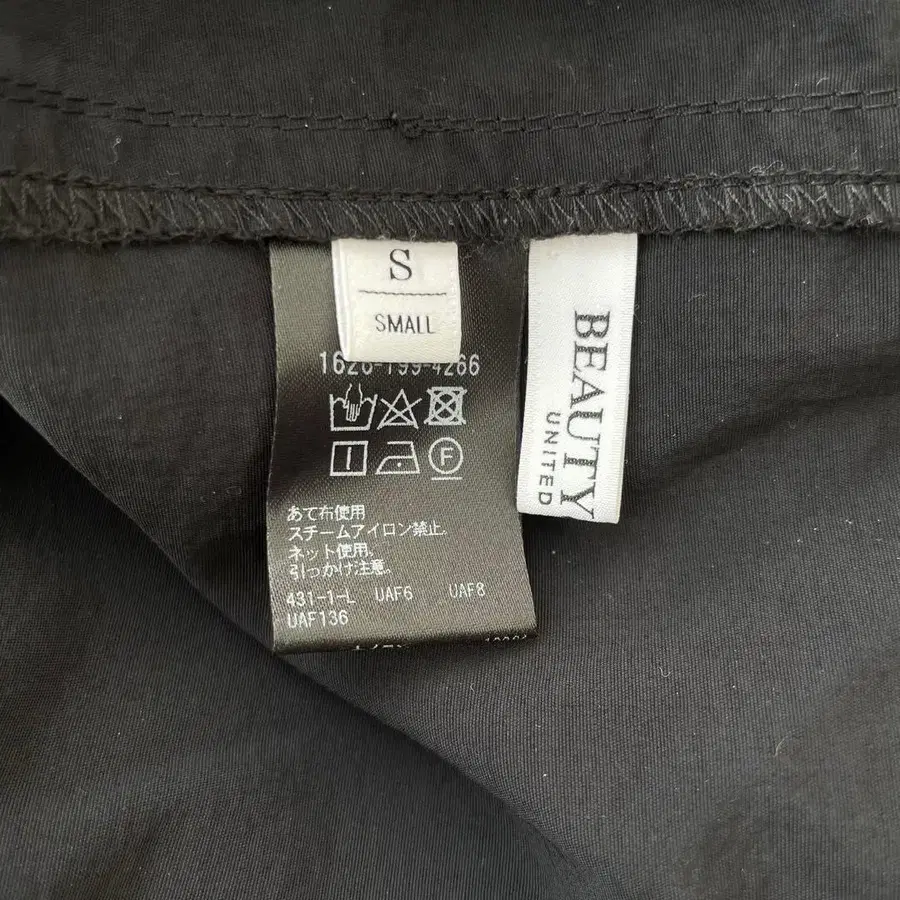 S
SMALL
1626-199-4266
F
あて布使用
スチームアイロン禁止.
ネット使用.
引っかけ注意.
431-1-L UAF6 UAF8
UAF136
BEAUTY
UNITED